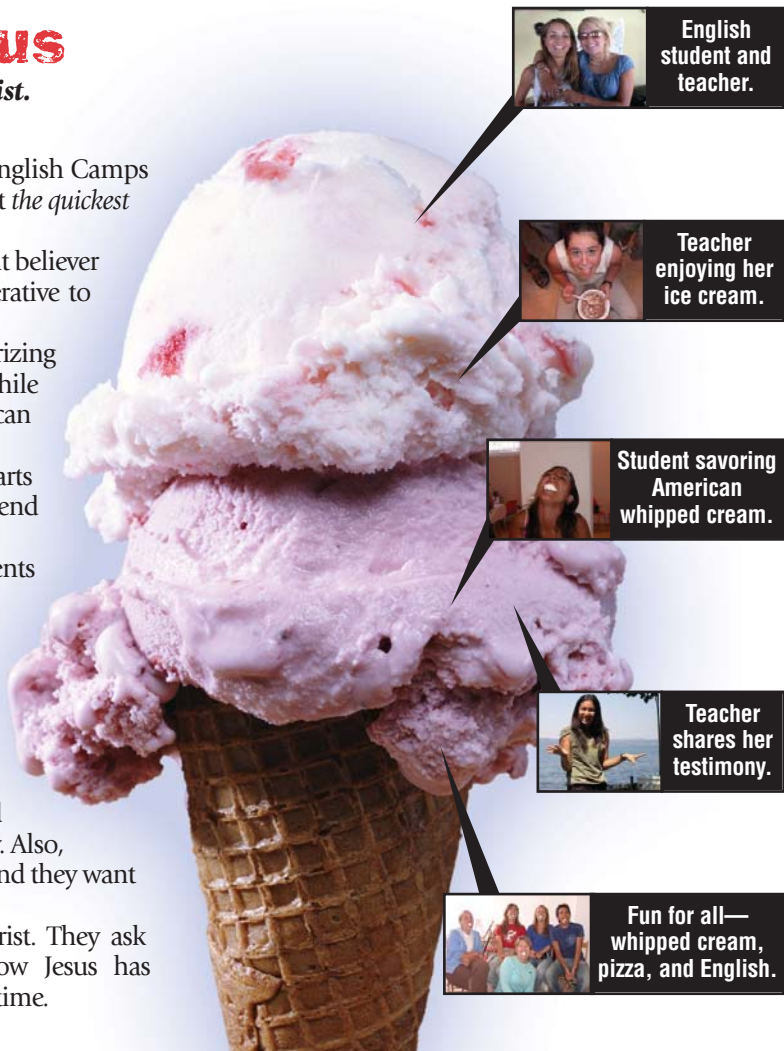 us
ist.
nglish Camps
t the quickest
t believer
erative to
rizing
hile
can
arts
end
ents
. Also,
nd they want
rist. They ask
ow Jesus has
time.
English
student and
teacher.
Teacher
enjoying her
ice cream.
Student savoring
American
whipped cream.
Teacher
shares her
testimony.
Fun for all—
whipped cream,
pizza, and English.